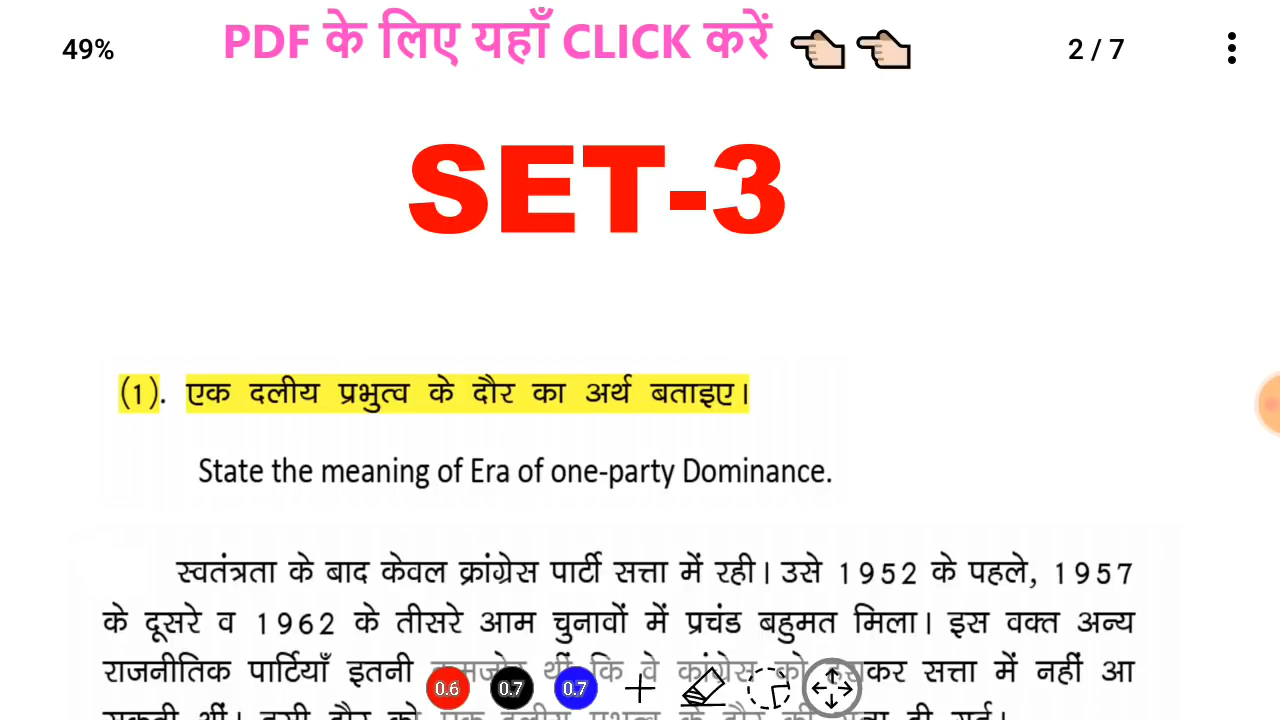 49%
PDF के लिए यहाँ CLICK करें
2 / 7
SET-3
(1). एक दलीय प्रभुत्व के दौर का अर्थ बताइए।
State the meaning of Era of one-party Dominance.
स्वतंत्रता के बाद केवल क्रांग्रेस पार्टी सत्ता में रही। उसे 1952 के पहले, 1957
के दूसरे व 1962 के तीसरे आम चुनावों में प्रचंड बहुमत मिला। इस वक्त अन्य
राजनीतिक पार्टियाँ इतनी कमजोर थीं कि वे कांग्रेस को हराकर सत्ता में नहीं आ
0.6 0.7 0.7